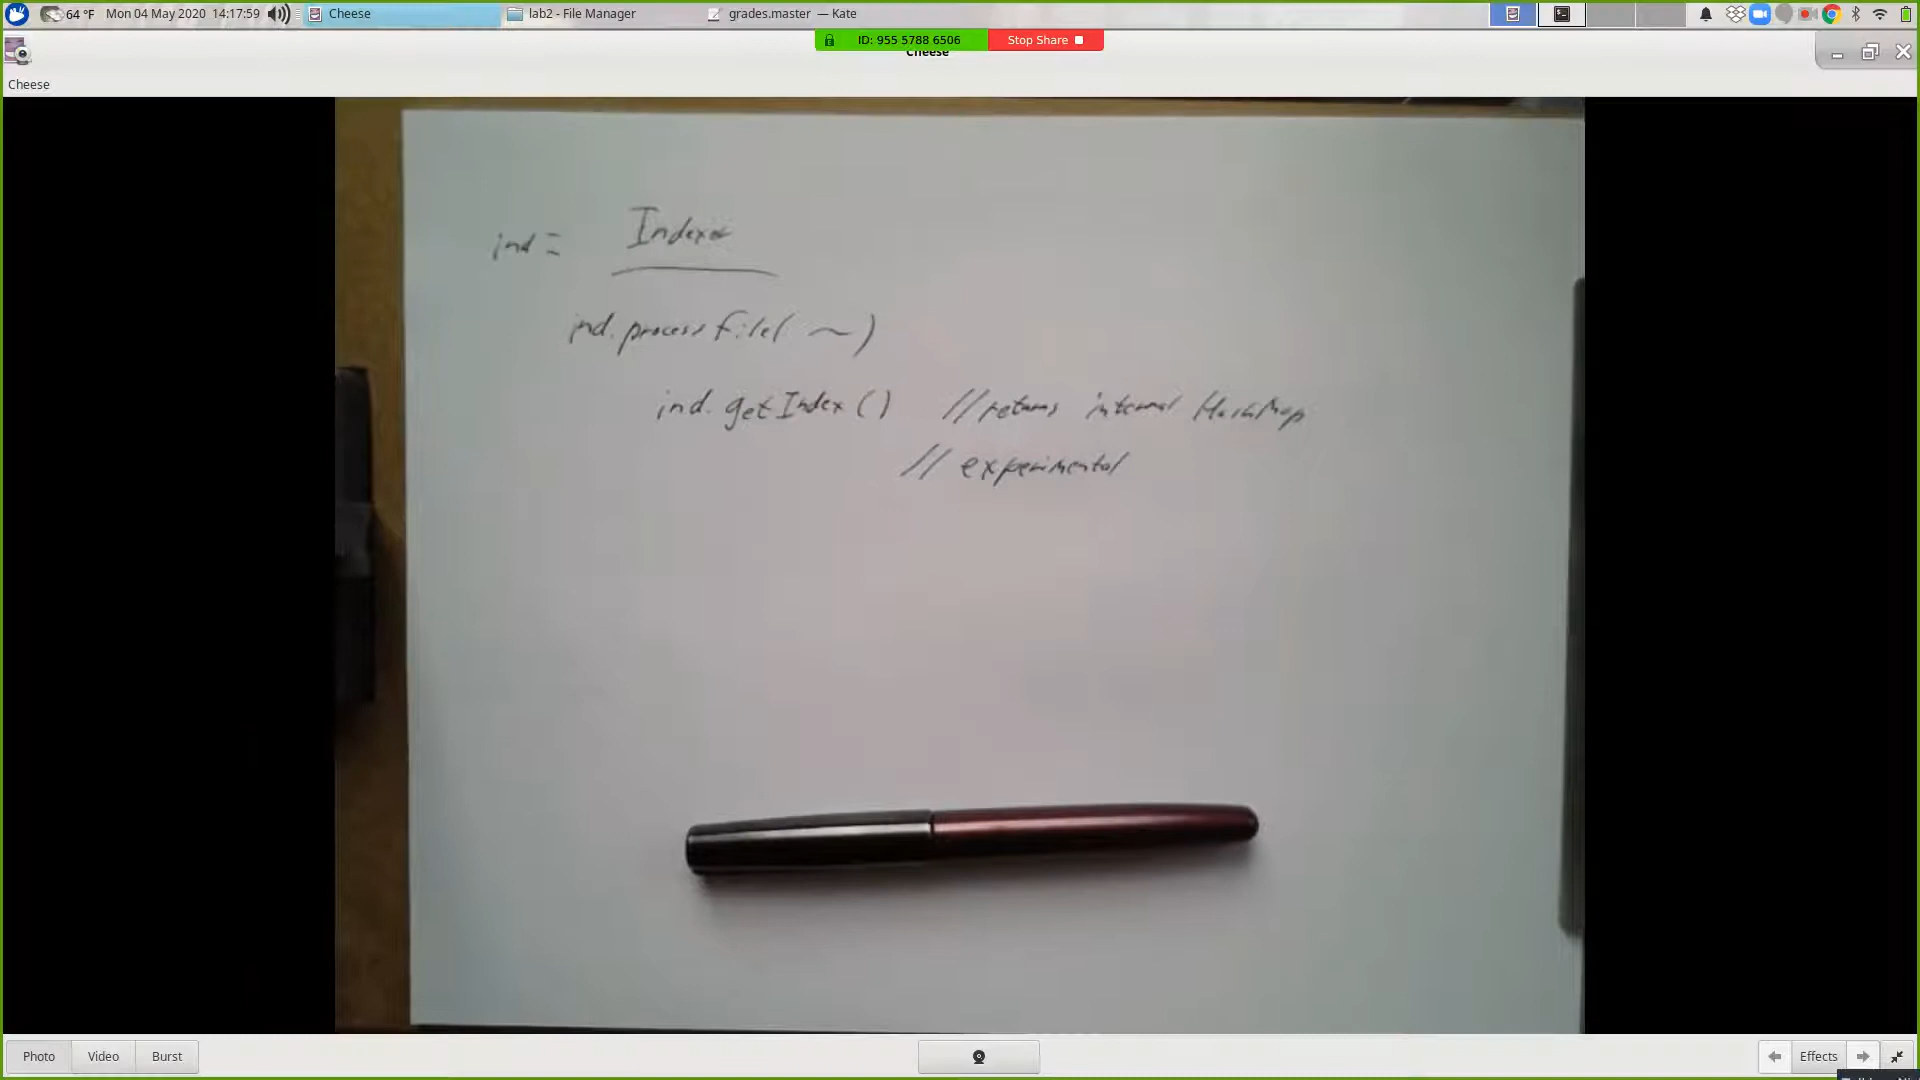 64 °F Mon 04 May 2020 14:17:59 Cheese lab2 - File Manager grades.master — Kate
ID: 955 5788 6506 Stop Share
Cheese
Cheese
ind = Indexer
ind.processFile( ~ )
ind.getIndex() //returns internal HashMap
// experimental
Photo Video Burst Effects